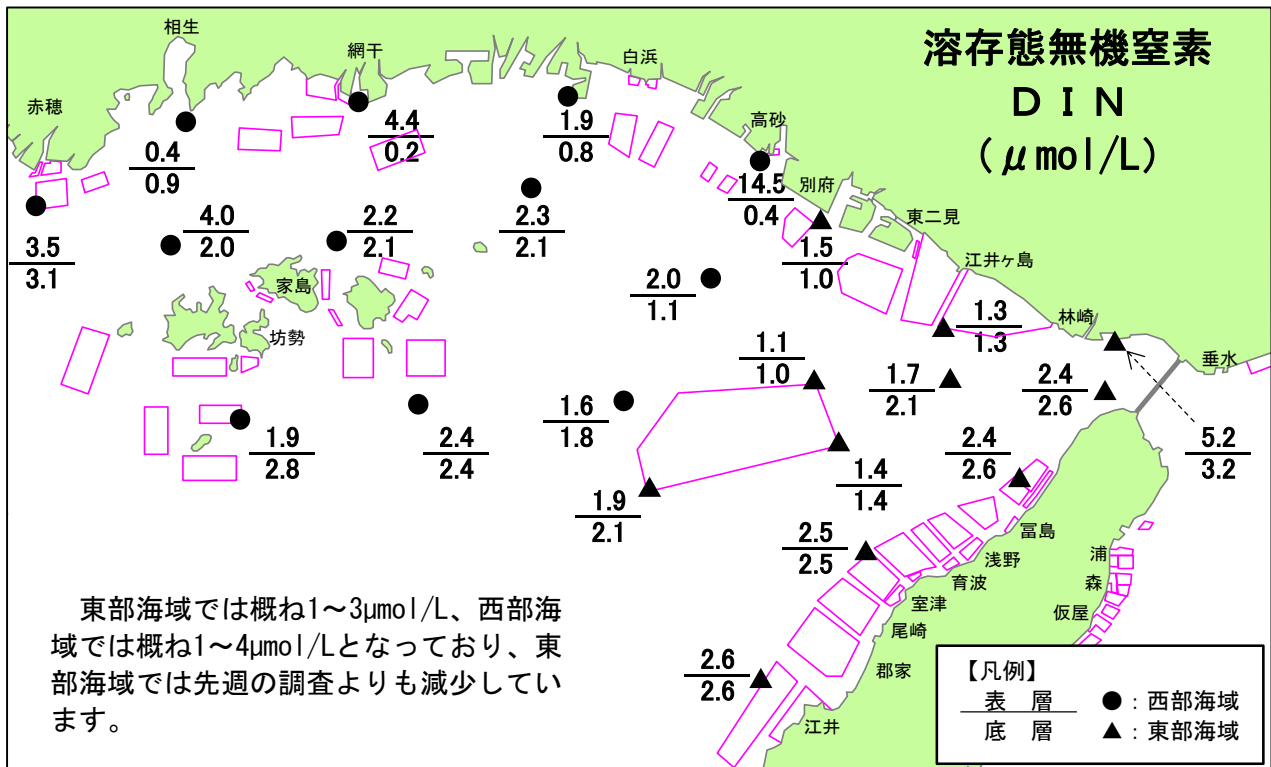 溶存態無機窒素
ＤＩＮ
（μmol/L）
相生
網干
白浜
赤穂
高砂
別府
東二見
江井ヶ島
林崎
垂水
家島
坊勢
0.4
0.9
4.4
0.2
1.9
0.8
14.5
0.4
3.5
3.1
4.0
2.0
2.2
2.1
2.3
2.1
2.0
1.1
1.5
1.0
1.3
1.3
1.1
1.0
1.7
2.1
2.4
2.6
5.2
3.2
1.6
1.8
1.9
2.8
2.4
2.4
1.4
1.4
2.4
2.6
1.9
2.1
2.5
2.5
2.6
2.6
冨島
浅野
育波
室津
尾崎
郡家
江井
浦
森
仮屋
東部海域では概ね1～3μmol/L、西部海
域では概ね1～4μmol/Lとなっており、東
部海域では先週の調査よりも減少してい
ます。
【凡例】
表　層
底　層
●：西部海域
▲：東部海域